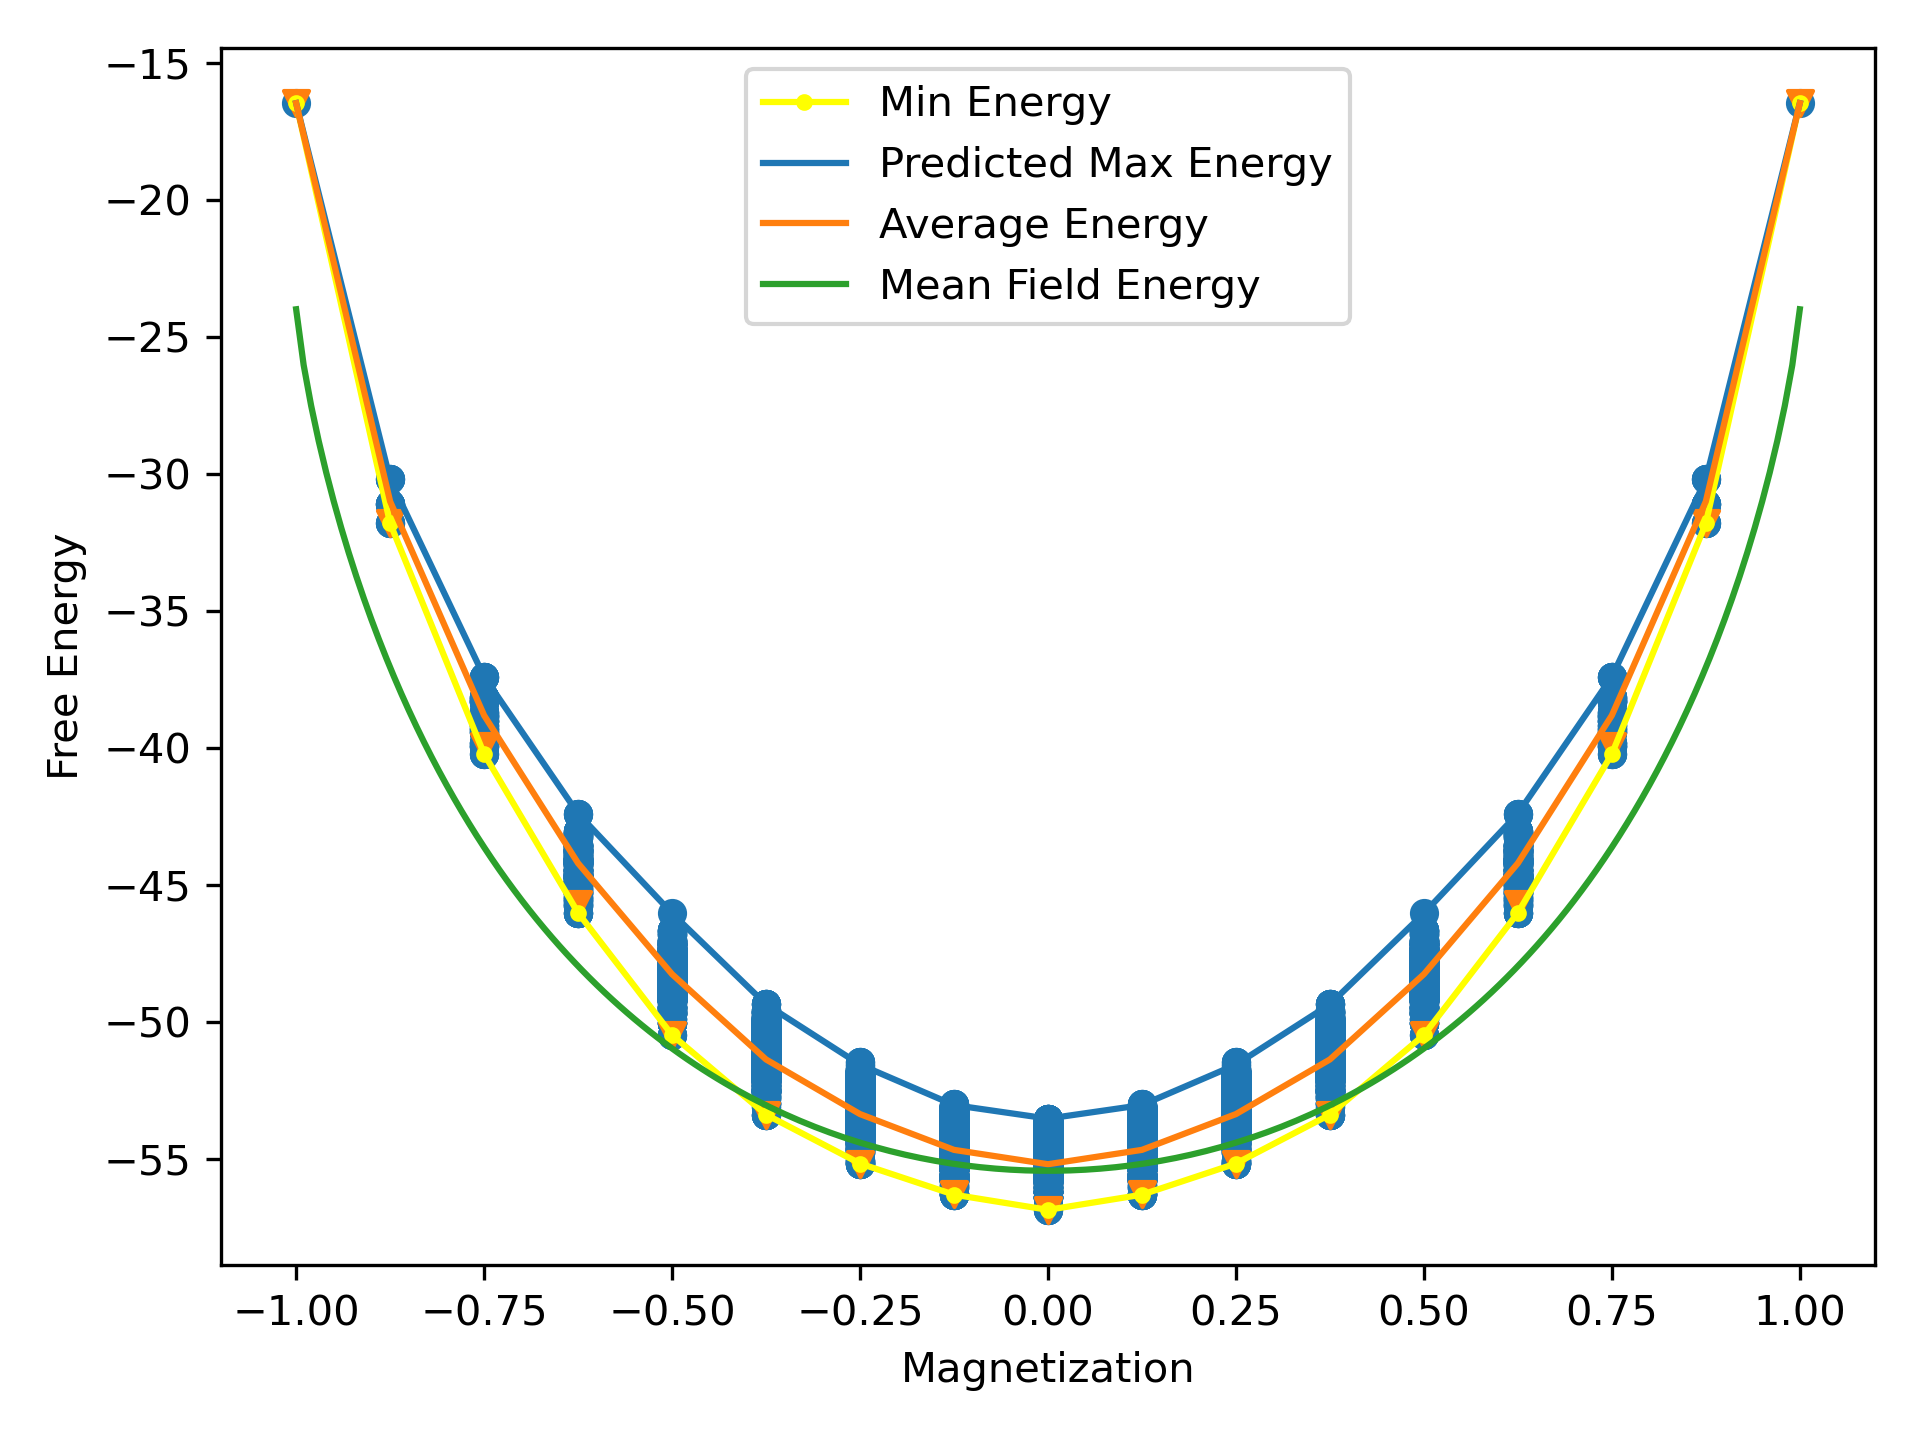 Min Energy
Predicted Max Energy
Average Energy
Mean Field Energy
Free Energy
−15
−20
−25
−30
−35
−40
−45
−50
−55
−1.00 −0.75 −0.50 −0.25 0.00 0.25 0.50 0.75 1.00
Magnetization